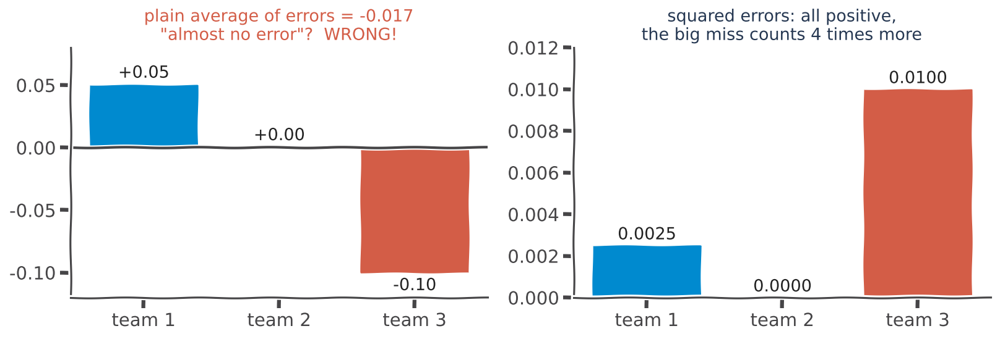 plain average of errors = -0.017
"almost no error"?  WRONG!
0.05
0.00
-0.05
-0.10
+0.05
+0.00
-0.10
team 1
team 2
team 3
squared errors: all positive,
the big miss counts 4 times more
0.012
0.010
0.008
0.006
0.004
0.002
0.000
0.0025
0.0000
0.0100
team 1
team 2
team 3